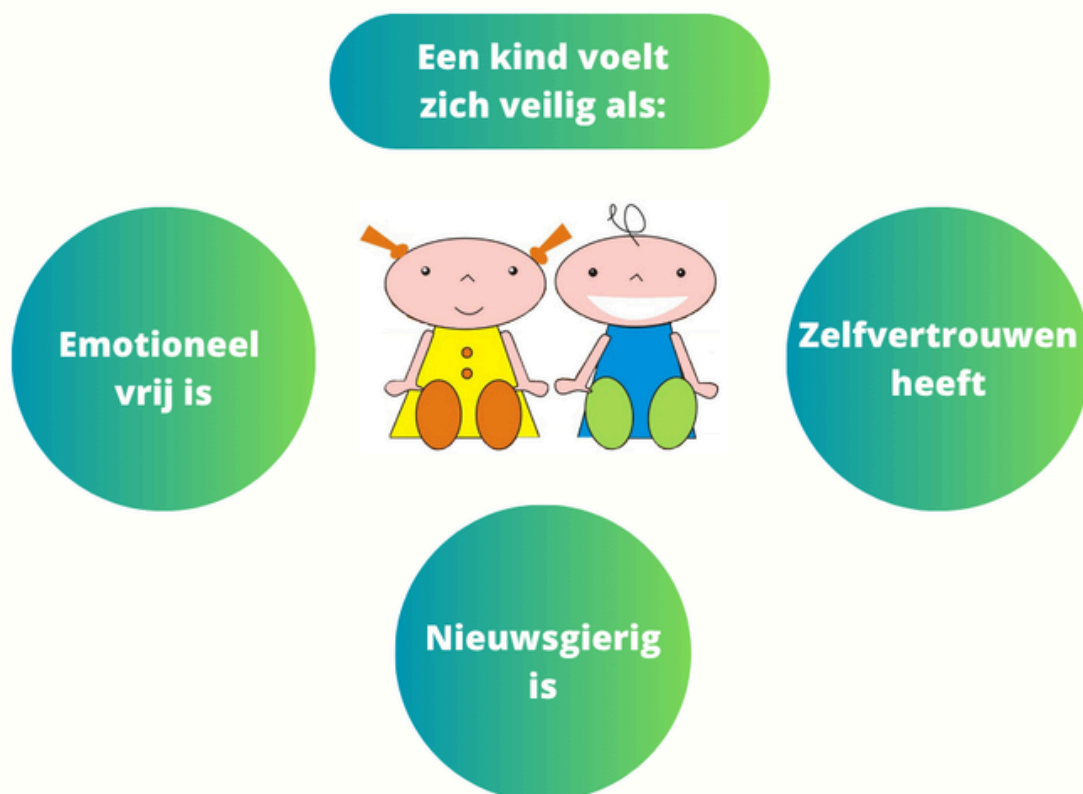 Een kind voelt
zich veilig als:
Emotioneel
vrij is
Zelfvertrouwen
heeft
Nieuwsgierig
is